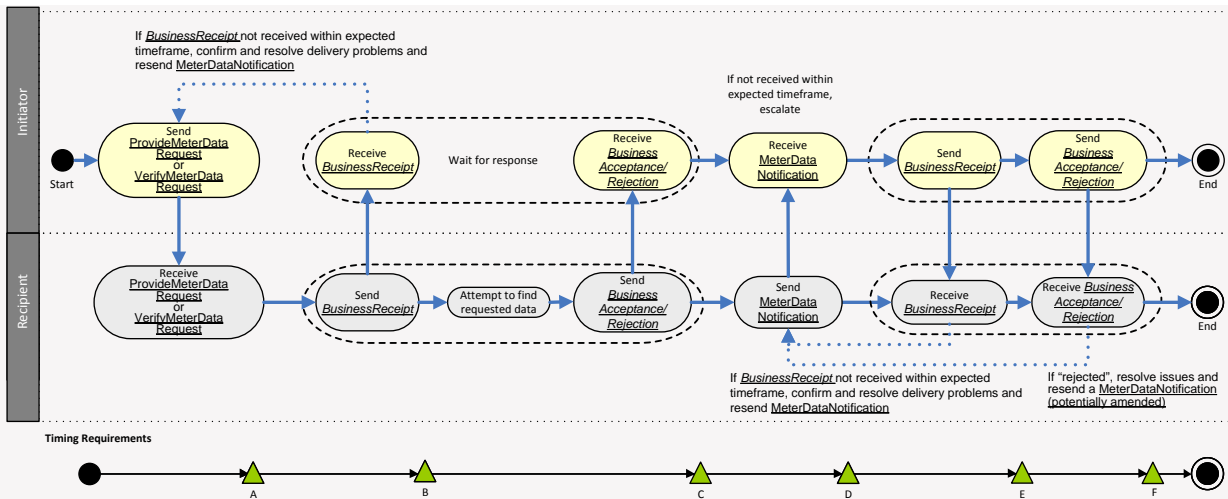 Initiator
If BusinessReceipt not received within expected
timeframe, confirm and resolve delivery problems and
resend MeterDataNotification
If not received within
expected timeframe,
escalate
Start
Send
ProvideMeterData
Request
or
VerifyMeterData
Request
Receive
BusinessReceipt
Wait for response
Receive
Business
Acceptance/
Rejection
Receive
MeterData
Notification
Send
BusinessReceipt
Send
Business
Acceptance/
Rejection
End
Recipient
Receive
ProvideMeterData
Request
or
VerifyMeterData
Request
Send
BusinessReceipt
Attempt to find
requested data
Send
Business
Acceptance/
Rejection
Send
MeterData
Notification
Receive
BusinessReceipt
Receive Business
Acceptance/
Rejection
End
If BusinessReceipt not received within expected
timeframe, confirm and resolve delivery problems and
resend MeterDataNotification
If “rejected”, resolve issues and
resend a MeterDataNotification
(potentially amended)
Timing Requirements
A
B
C
D
E
F